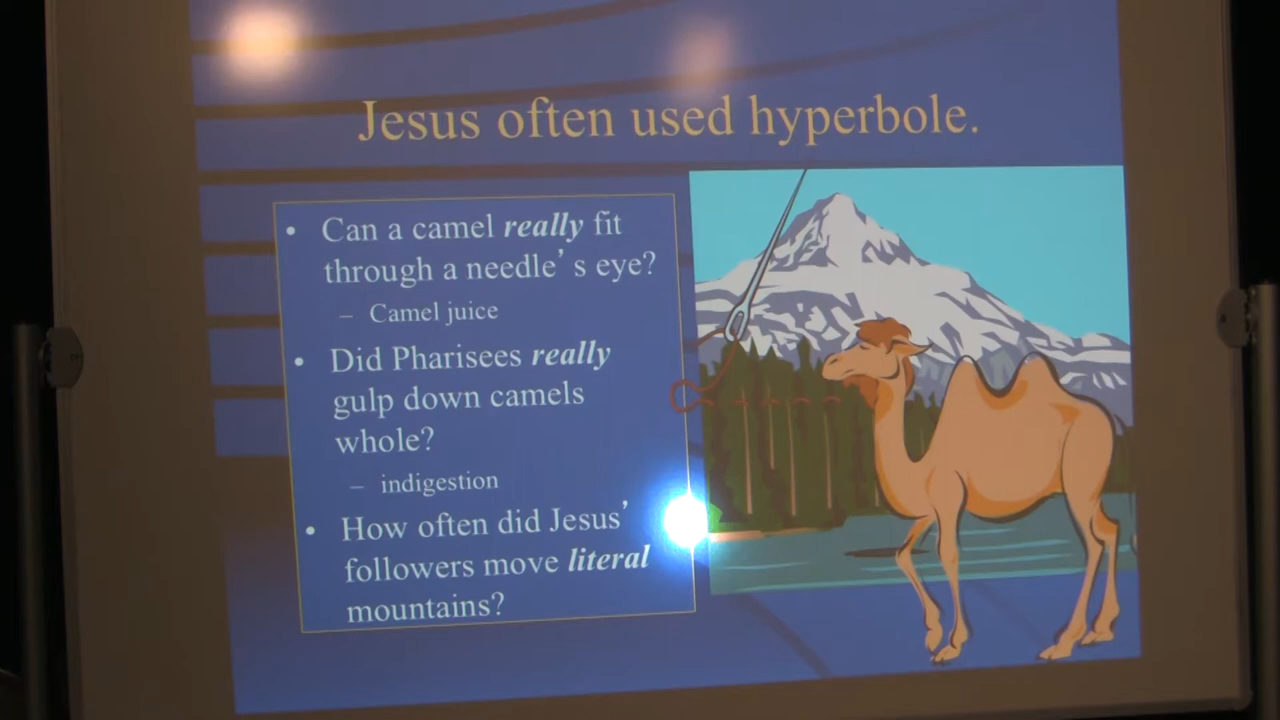 Jesus often used hyperbole.
• Can a camel really fit
through a needle’s eye?
– Camel juice
• Did Pharisees really
gulp down camels
whole?
– indigestion
• How often did Jesus’
followers move literal
mountains?